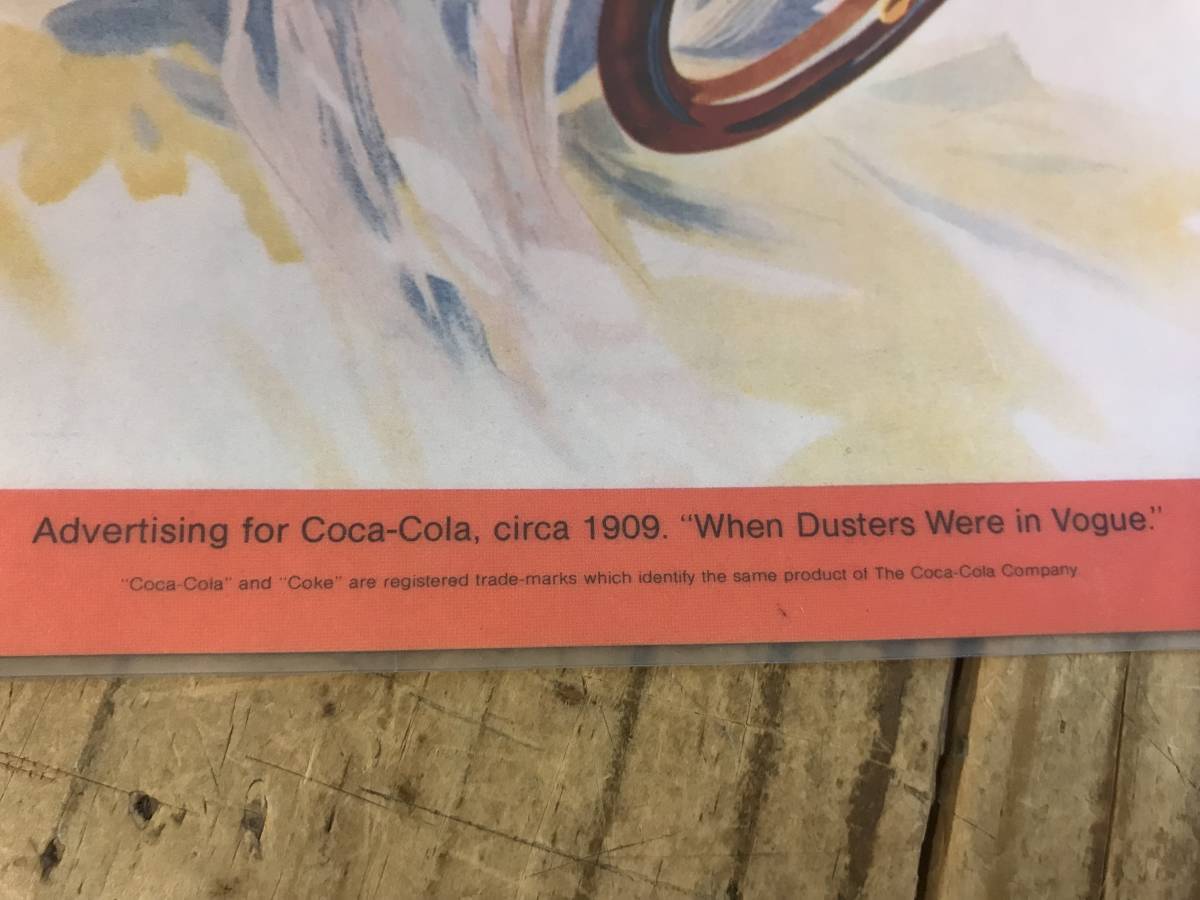 Advertising for Coca-Cola, circa 1909. “When Dusters Were in Vogue.”
“Coca-Cola” and “Coke” are registered trade-marks which identify the same product of The Coca-Cola Company